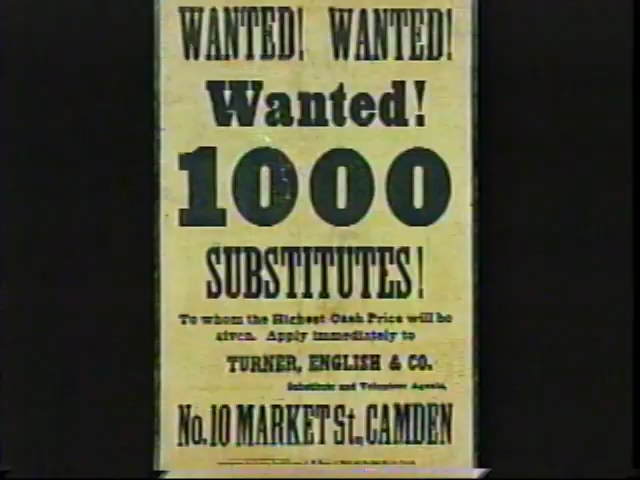 WANTED! WANTED!
Wanted!
1000
SUBSTITUTES!
To whom the Highest Cash Price will be
given. Apply immediately to
TURNER, ENGLISH & CO.
Substitute and Volunteer Agents,
No. 10 MARKET St., CAMDEN